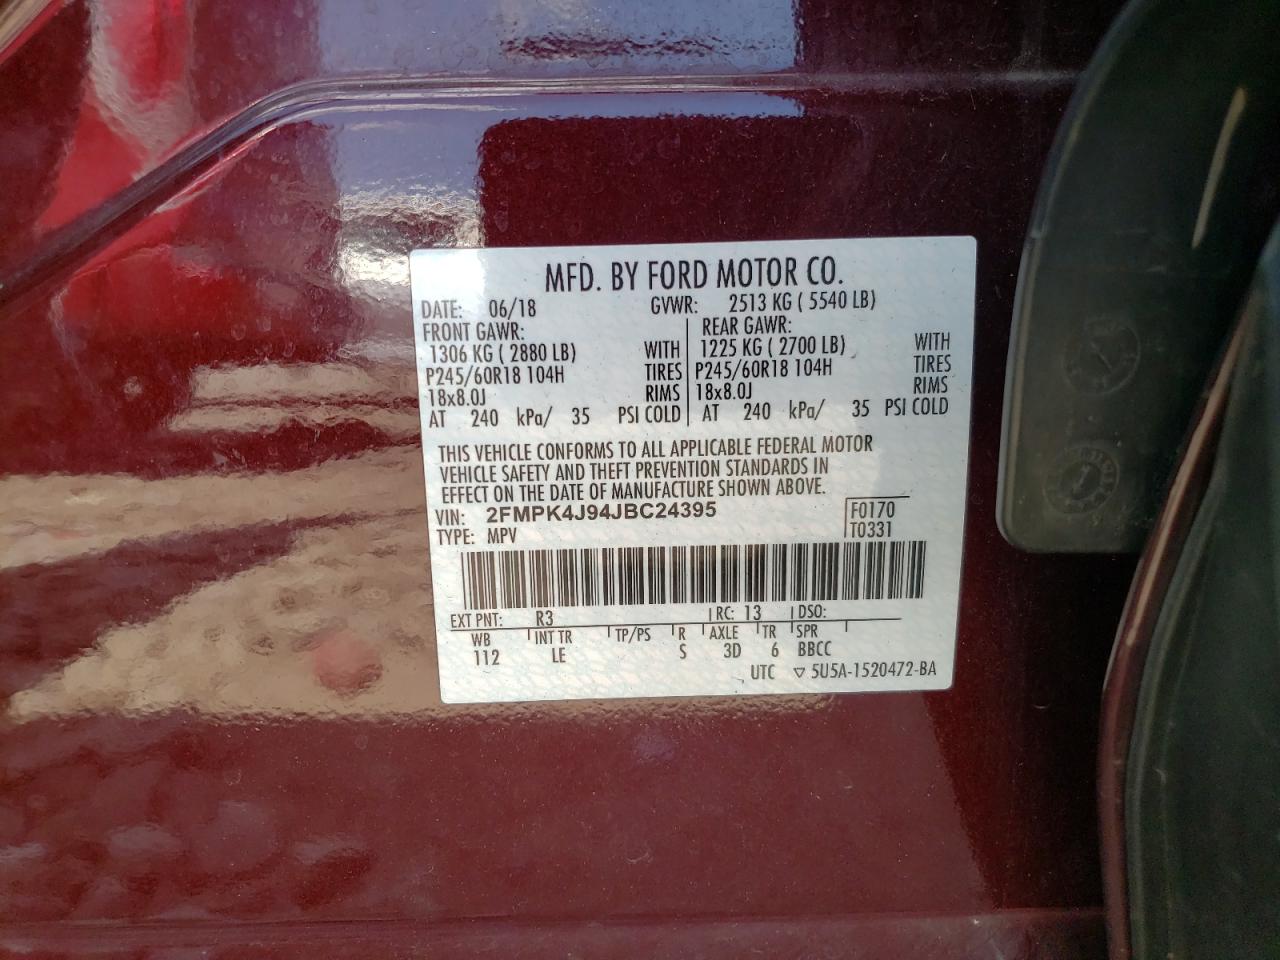 MFD. BY FORD MOTOR CO.
DATE: 06/18 GVWR: 2513 KG ( 5540 LB)
FRONT GAWR: REAR GAWR:
1306 KG ( 2880 LB) WITH 1225 KG ( 2700 LB) WITH
P245/60R18 104H TIRES P245/60R18 104H TIRES
18x8.0J RIMS 18x8.0J RIMS
AT 240 kPa/ 35 PSI COLD AT 240 kPa/ 35 PSI COLD
THIS VEHICLE CONFORMS TO ALL APPLICABLE FEDERAL MOTOR
VEHICLE SAFETY AND THEFT PREVENTION STANDARDS IN
EFFECT ON THE DATE OF MANUFACTURE SHOWN ABOVE.
VIN: 2FMPK4J94JBC24395 F0170
TYPE: MPV T0331
EXT PNT: R3 RC: 13 DSO:
WB INT TR TP/PS R AXLE TR SPR
112 LE S 3D 6 BBCC
UTC ▽ 5U5A-1520472-BA